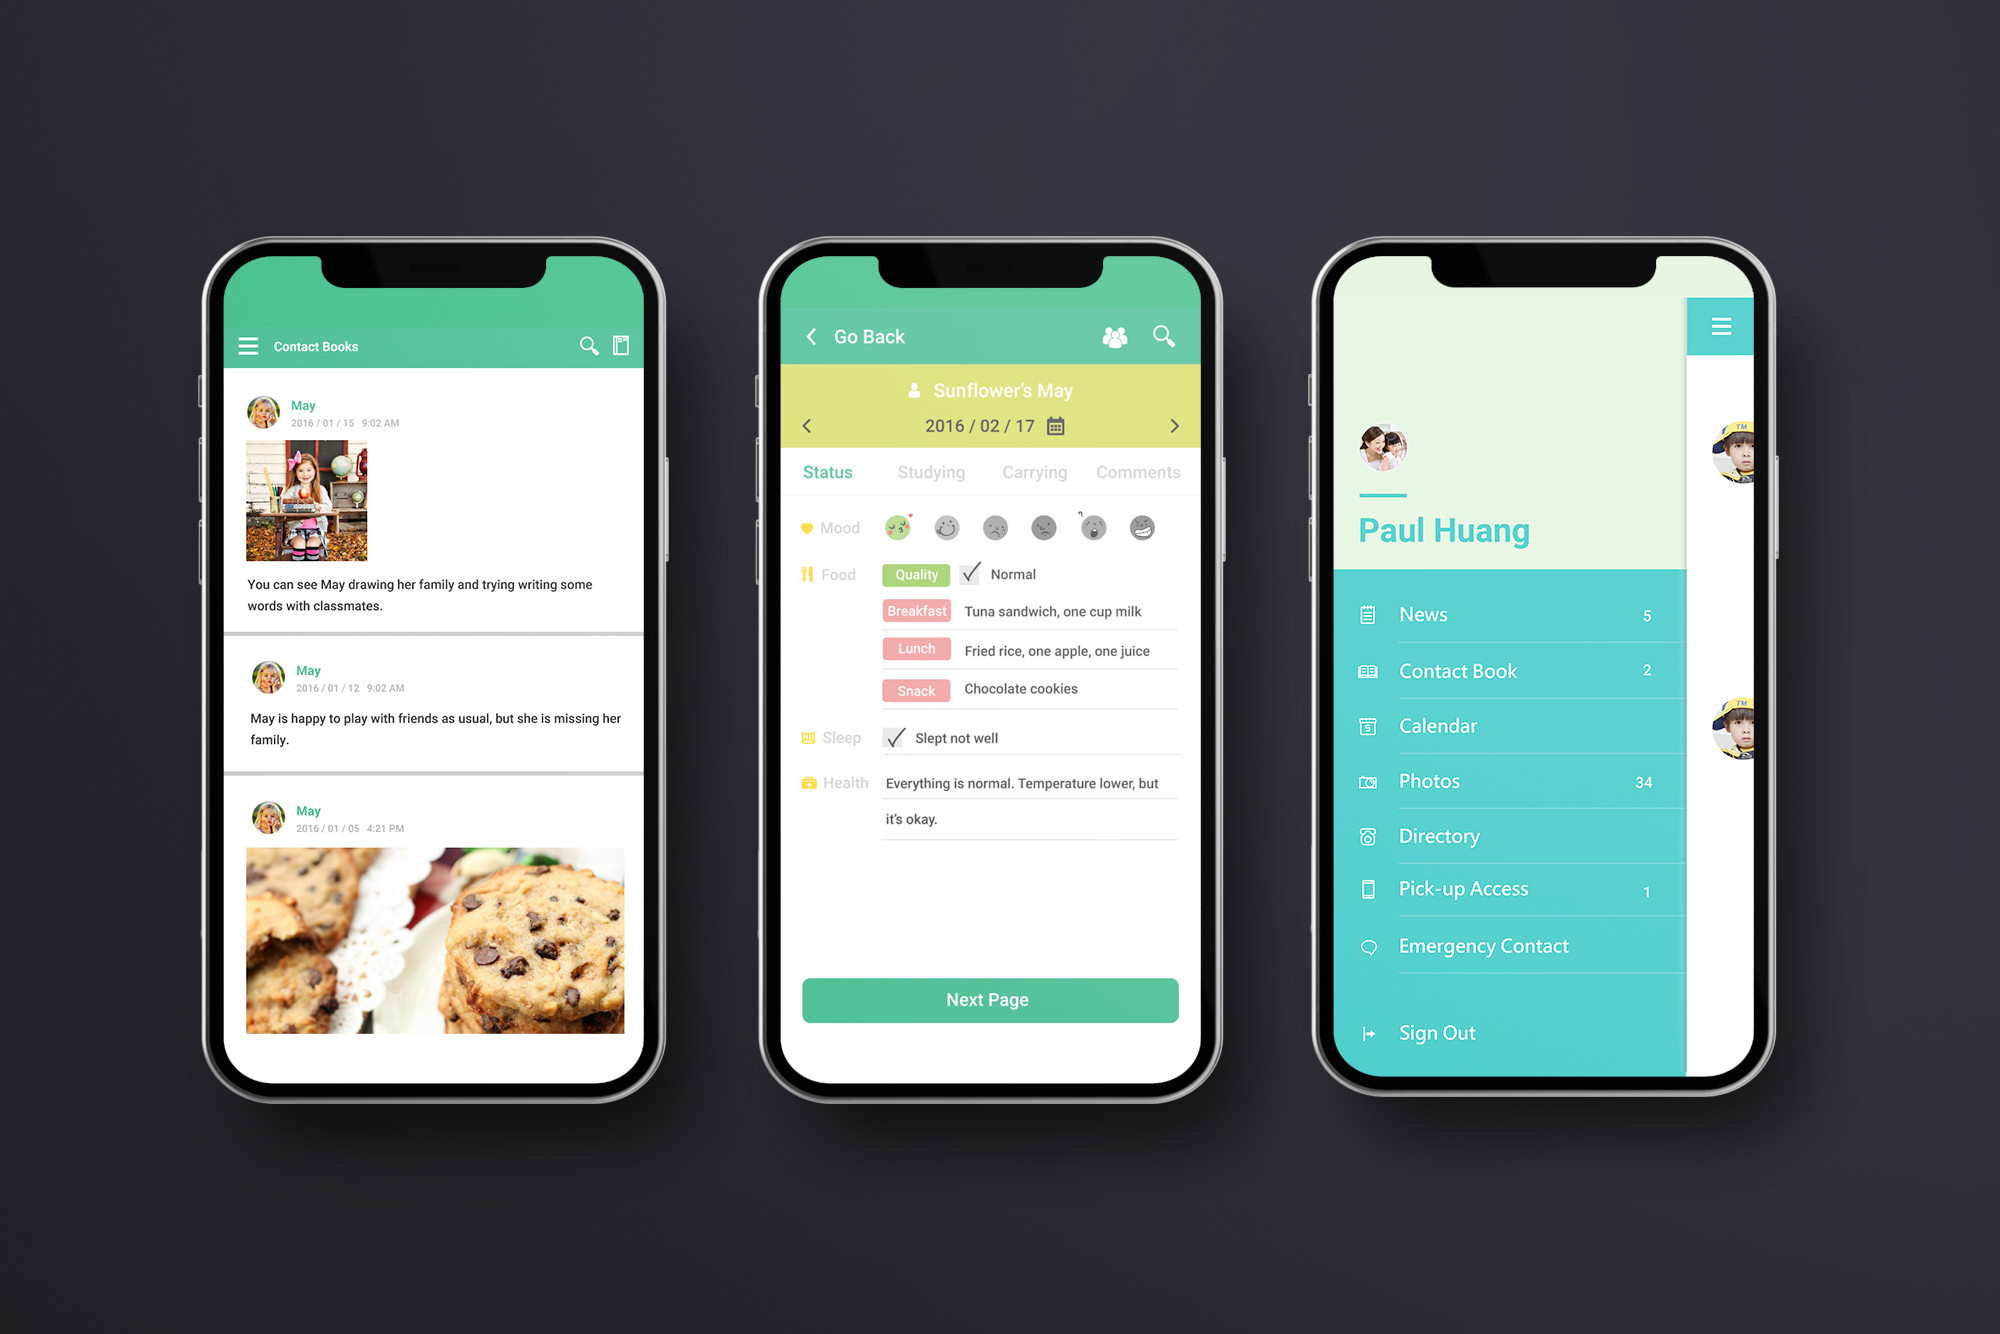 Contact Books
May
2016 / 01 / 15 9:02 AM
You can see May drawing her family and trying writing some
words with classmates.
May
2016 / 01 / 12 9:02 AM
May is happy to play with friends as usual, but she is missing her
family.
May
2016 / 01 / 05 4:21 PM
Go Back
Sunflower's May
2016 / 02 / 17
Status Studying Carrying Comments
Mood
Food Quality Normal
Breakfast Tuna sandwich, one cup milk
Lunch Fried rice, one apple, one juice
Snack Chocolate cookies
Sleep Slept not well
Health Everything is normal. Temperature lower, but
it's okay.
Next Page
Paul Huang
News 5
Contact Book 2
5
Calendar
Photos 34
Directory
Pick-up Access 1
Emergency Contact
Sign Out
TM
TM